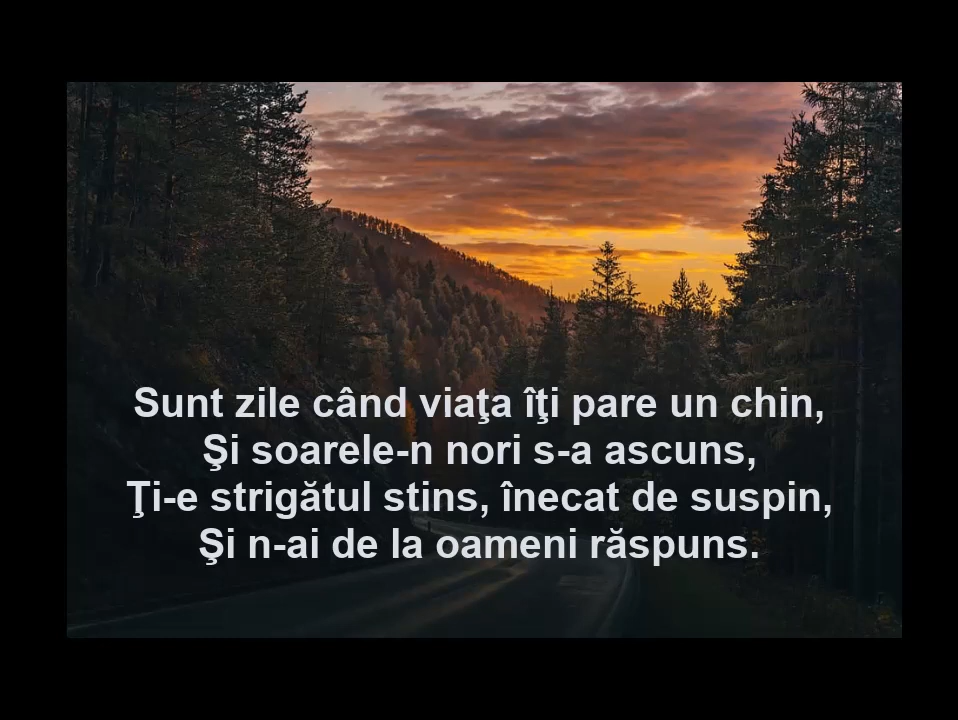 Sunt zile când viaţa îţi pare un chin,
Şi soarele-n nori s-a ascuns,
Ţi-e strigătul stins, înecat de suspin,
Şi n-ai de la oameni răspuns.